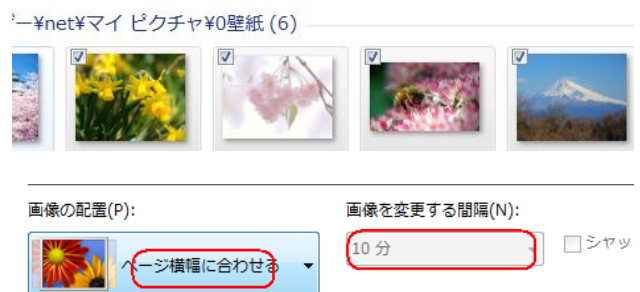 ザー¥net¥マイ ピクチャ¥0壁紙 (6)
画像の配置(P):
画像を変更する間隔(N):
ページ横幅に合わせる
10 分
シャッ